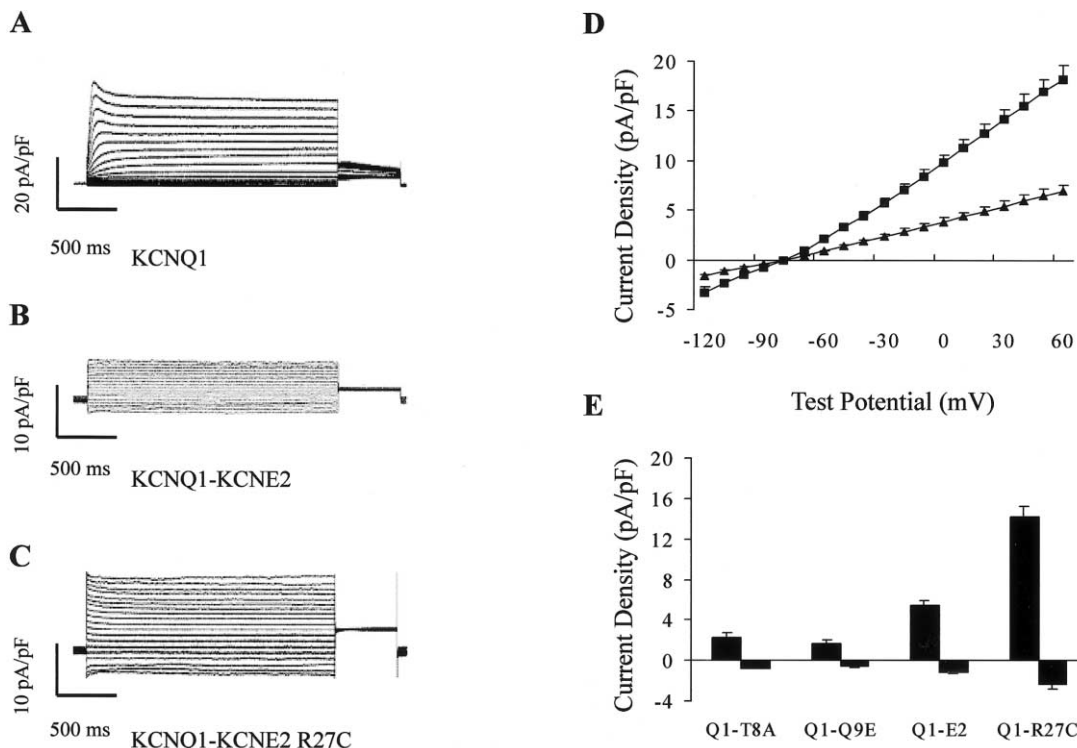 A
20 pA/pF
500 ms
KCNQ1
B
10 pA/pF
500 ms
KCNQ1-KCNE2
C
10 pA/pF
500 ms
KCNQ1-KCNE2 R27C
D
Current Density (pA/pF)
20
15
10
5
0
-5
-120 -90 -60 -30 0 30 60
Test Potential (mV)
E
Current Density (pA/pF)
20
16
12
8
4
0
-4
Q1-T8A Q1-Q9E Q1-E2 Q1-R27C